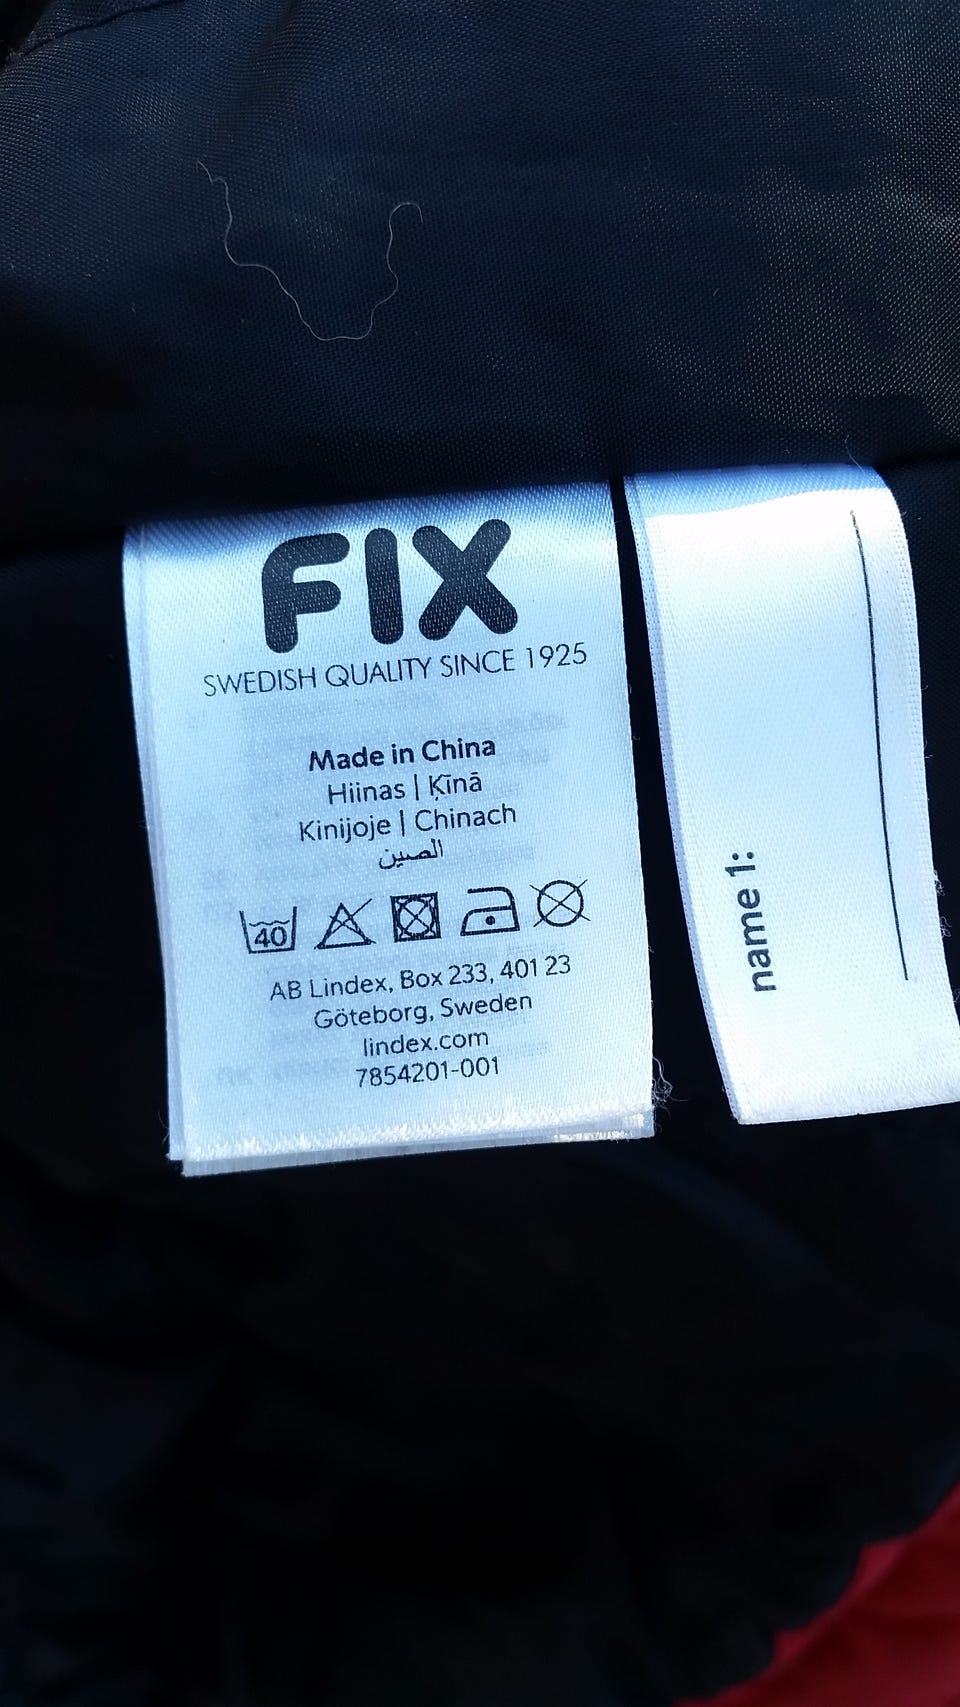 FIX
SWEDISH QUALITY SINCE 1925
Made in China
Hiinas | Ķīnā
Kinijoje | Chinach
الصين
40
AB Lindex, Box 233, 401 23
Göteborg, Sweden
lindex.com
7854201-001
name 1: